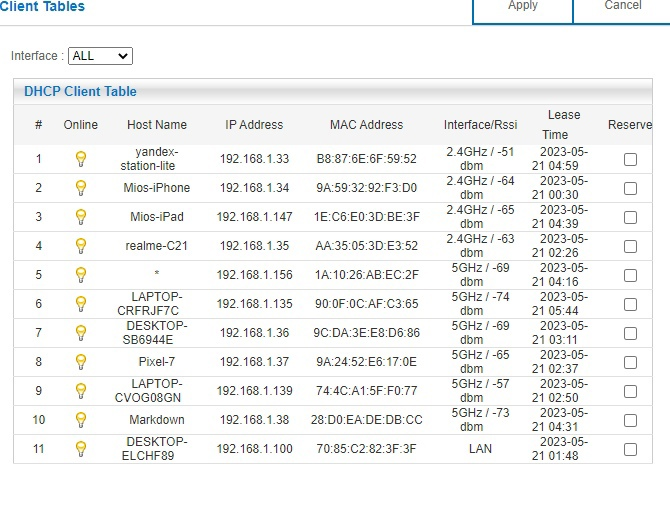 Client Tables Apply Cancel
Interface : ALL
DHCP Client Table
# Online Host Name IP Address MAC Address Interface/Rssi Lease Time Reserve
1 yandex-station-lite 192.168.1.33 B8:87:6E:6F:59:52 2.4GHz / -51 dbm 2023-05-21 04:59
2 Mios-iPhone 192.168.1.34 9A:59:32:92:F3:D0 2.4GHz / -64 dbm 2023-05-21 00:30
3 Mios-iPad 192.168.1.147 1E:C6:E0:3D:BE:3F 2.4GHz / -65 dbm 2023-05-21 04:39
4 realme-C21 192.168.1.35 AA:35:05:3D:E3:52 2.4GHz / -63 dbm 2023-05-21 02:26
5 * 192.168.1.156 1A:10:26:AB:EC:2F 5GHz / -69 dbm 2023-05-21 04:16
6 LAPTOP-CRFRJF7C 192.168.1.135 90:0F:0C:AF:C3:65 5GHz / -74 dbm 2023-05-21 05:44
7 DESKTOP-SB6944E 192.168.1.36 9C:DA:3E:E8:D6:86 5GHz / -69 dbm 2023-05-21 03:11
8 Pixel-7 192.168.1.37 9A:24:52:E6:17:0E 5GHz / -65 dbm 2023-05-21 02:37
9 LAPTOP-CVOG08GN 192.168.1.139 74:4C:A1:5F:F0:77 5GHz / -57 dbm 2023-05-21 02:50
10 Markdown 192.168.1.38 28:D0:EA:DE:DB:CC 5GHz / -73 dbm 2023-05-21 04:31
11 DESKTOP-ELCHF89 192.168.1.100 70:85:C2:82:3F:3F LAN 2023-05-21 01:48